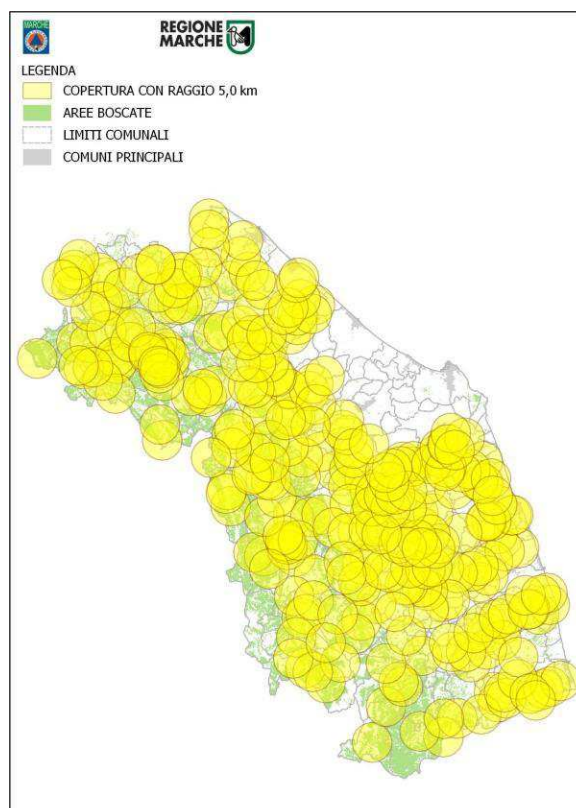 MARCHE
REGIONE
MARCHE
LEGENDA
COPERTURA CON RAGGIO 5,0 km
AREE BOSCATE
LIMITI COMUNALI
COMUNI PRINCIPALI